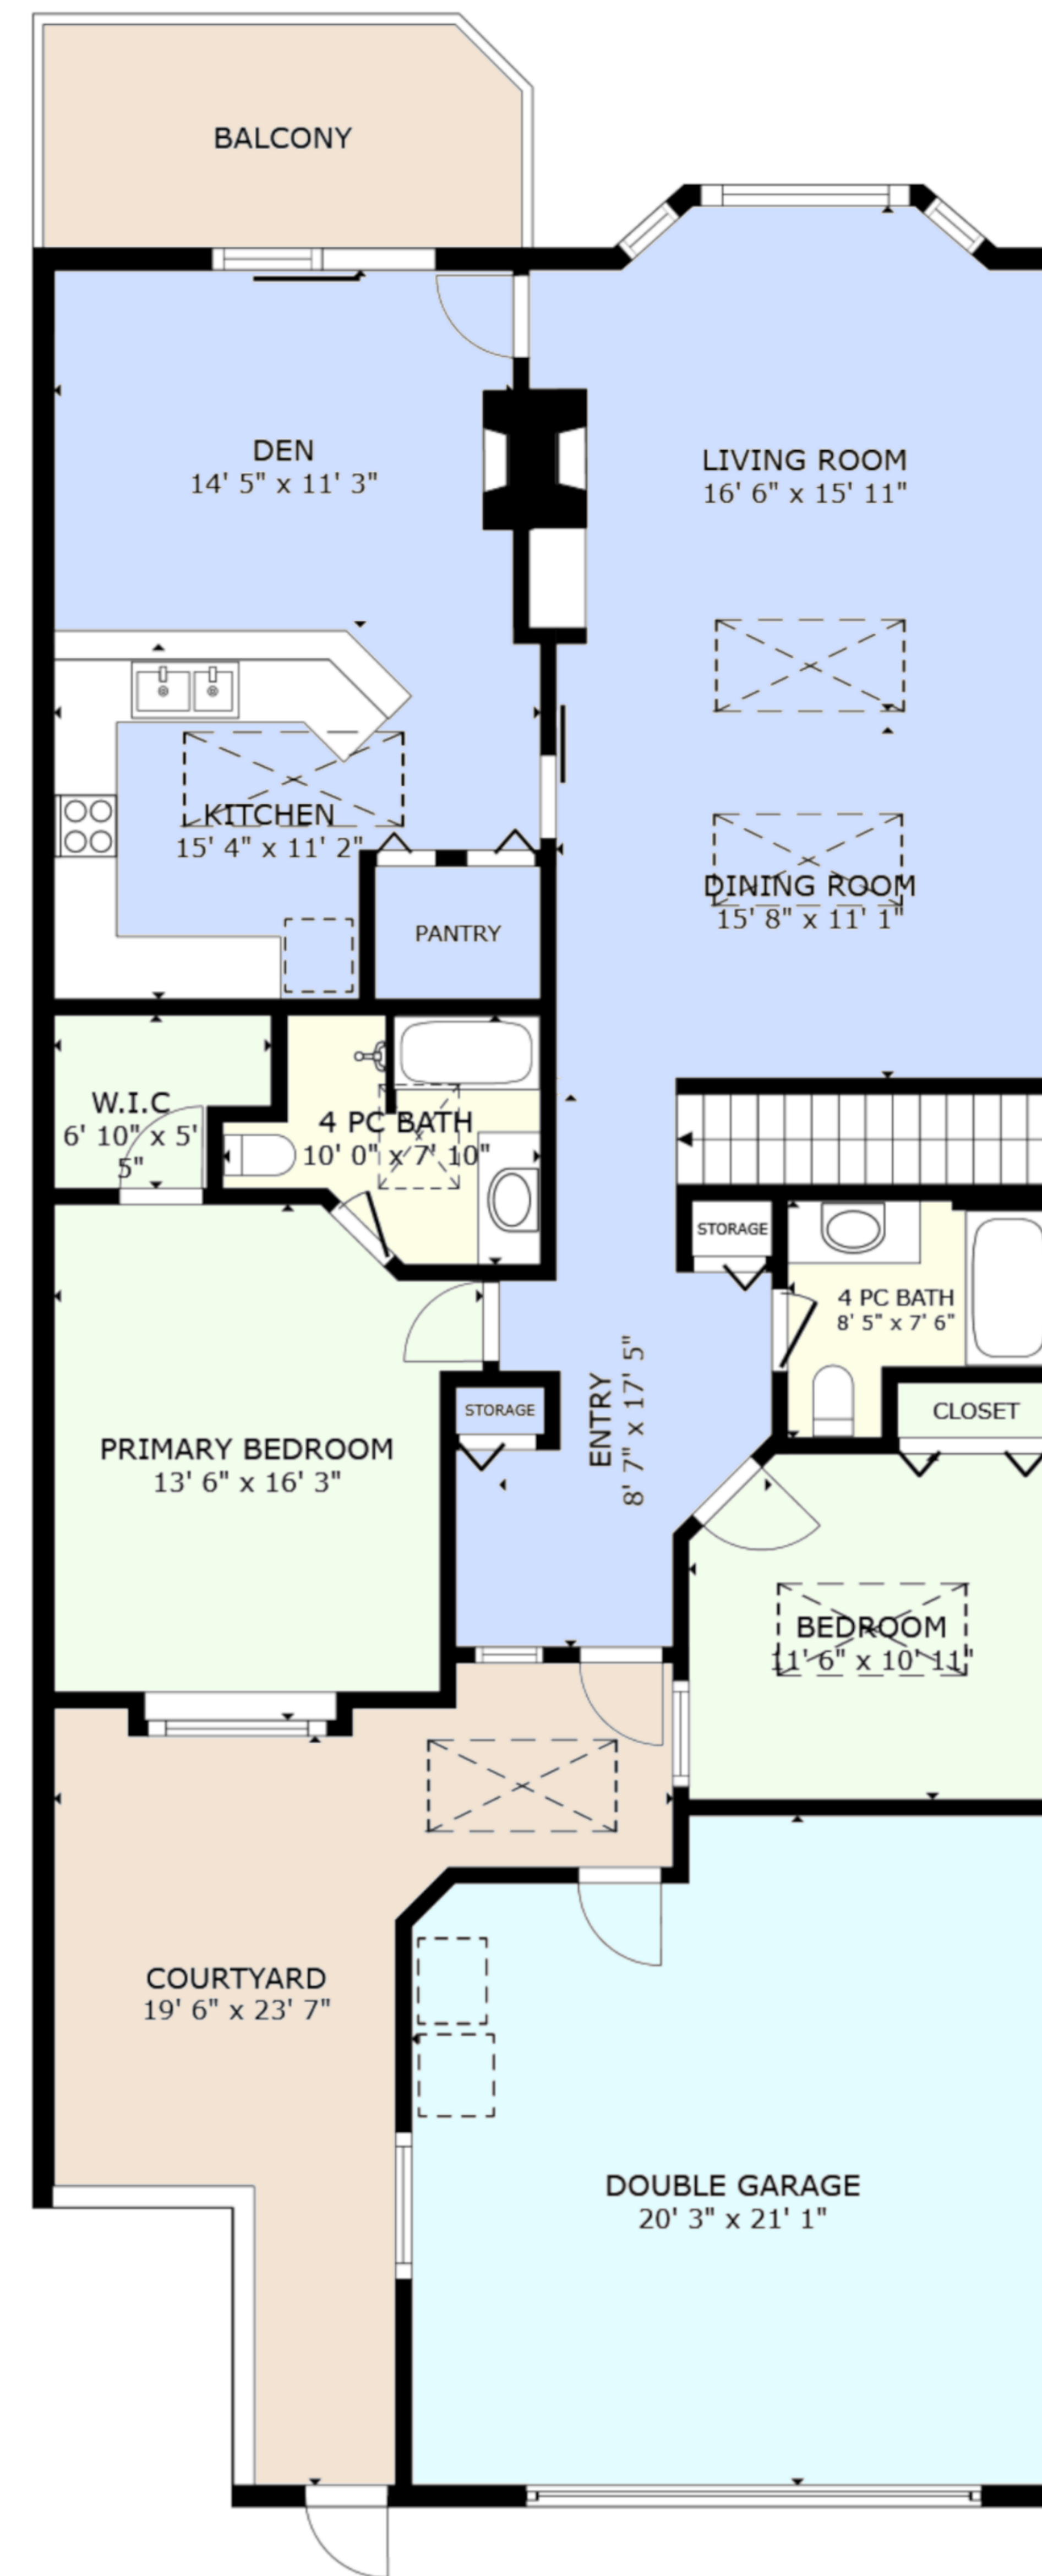 BALCONY
DEN
14' 5" x 11' 3"
LIVING ROOM
16' 6" x 15' 11"
KITCHEN
15' 4" x 11' 2"
DINING ROOM
15' 8" x 11' 1"
PANTRY
W.I.C
6' 10" x 5'
5"
4 PC BATH
10' 0" x 7' 10"
STORAGE
4 PC BATH
8' 5" x 7' 6"
CLOSET
STORAGE
ENTRY
8' 7" x 17' 5"
PRIMARY BEDROOM
13' 6" x 16' 3"
BEDROOM
11' 6" x 10' 11"
COURTYARD
19' 6" x 23' 7"
DOUBLE GARAGE
20' 3" x 21' 1"